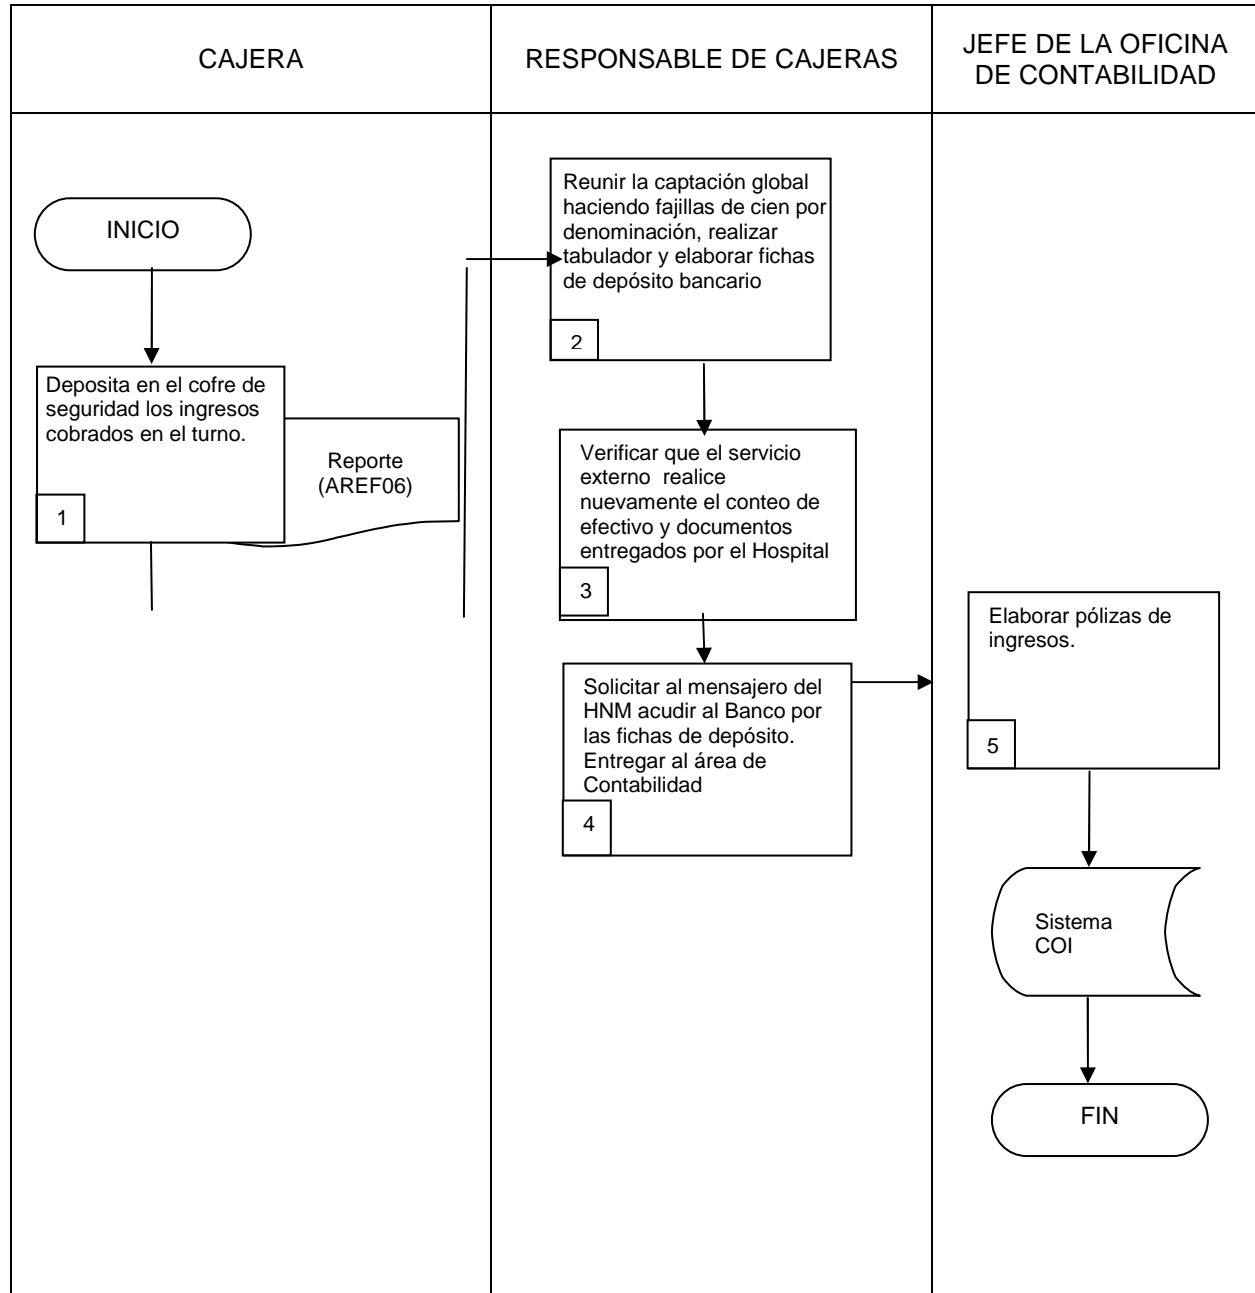 CAJERA
RESPONSABLE DE CAJERAS
JEFE DE LA OFICINA
DE CONTABILIDAD
INICIO
Deposita en el cofre de
seguridad los ingresos
cobrados en el turno.
1
Reporte
(AREF06)
Reunir la captación global
haciendo fajillas de cien por
denominación, realizar
tabulador y elaborar fichas
de depósito bancario
2
Verificar que el servicio
externo realice
nuevamente el conteo de
efectivo y documentos
entregados por el Hospital
3
Solicitar al mensajero del
HNM acudir al Banco por
las fichas de depósito.
Entregar al área de
Contabilidad
4
Elaborar pólizas de
ingresos.
5
Sistema
COI
FIN